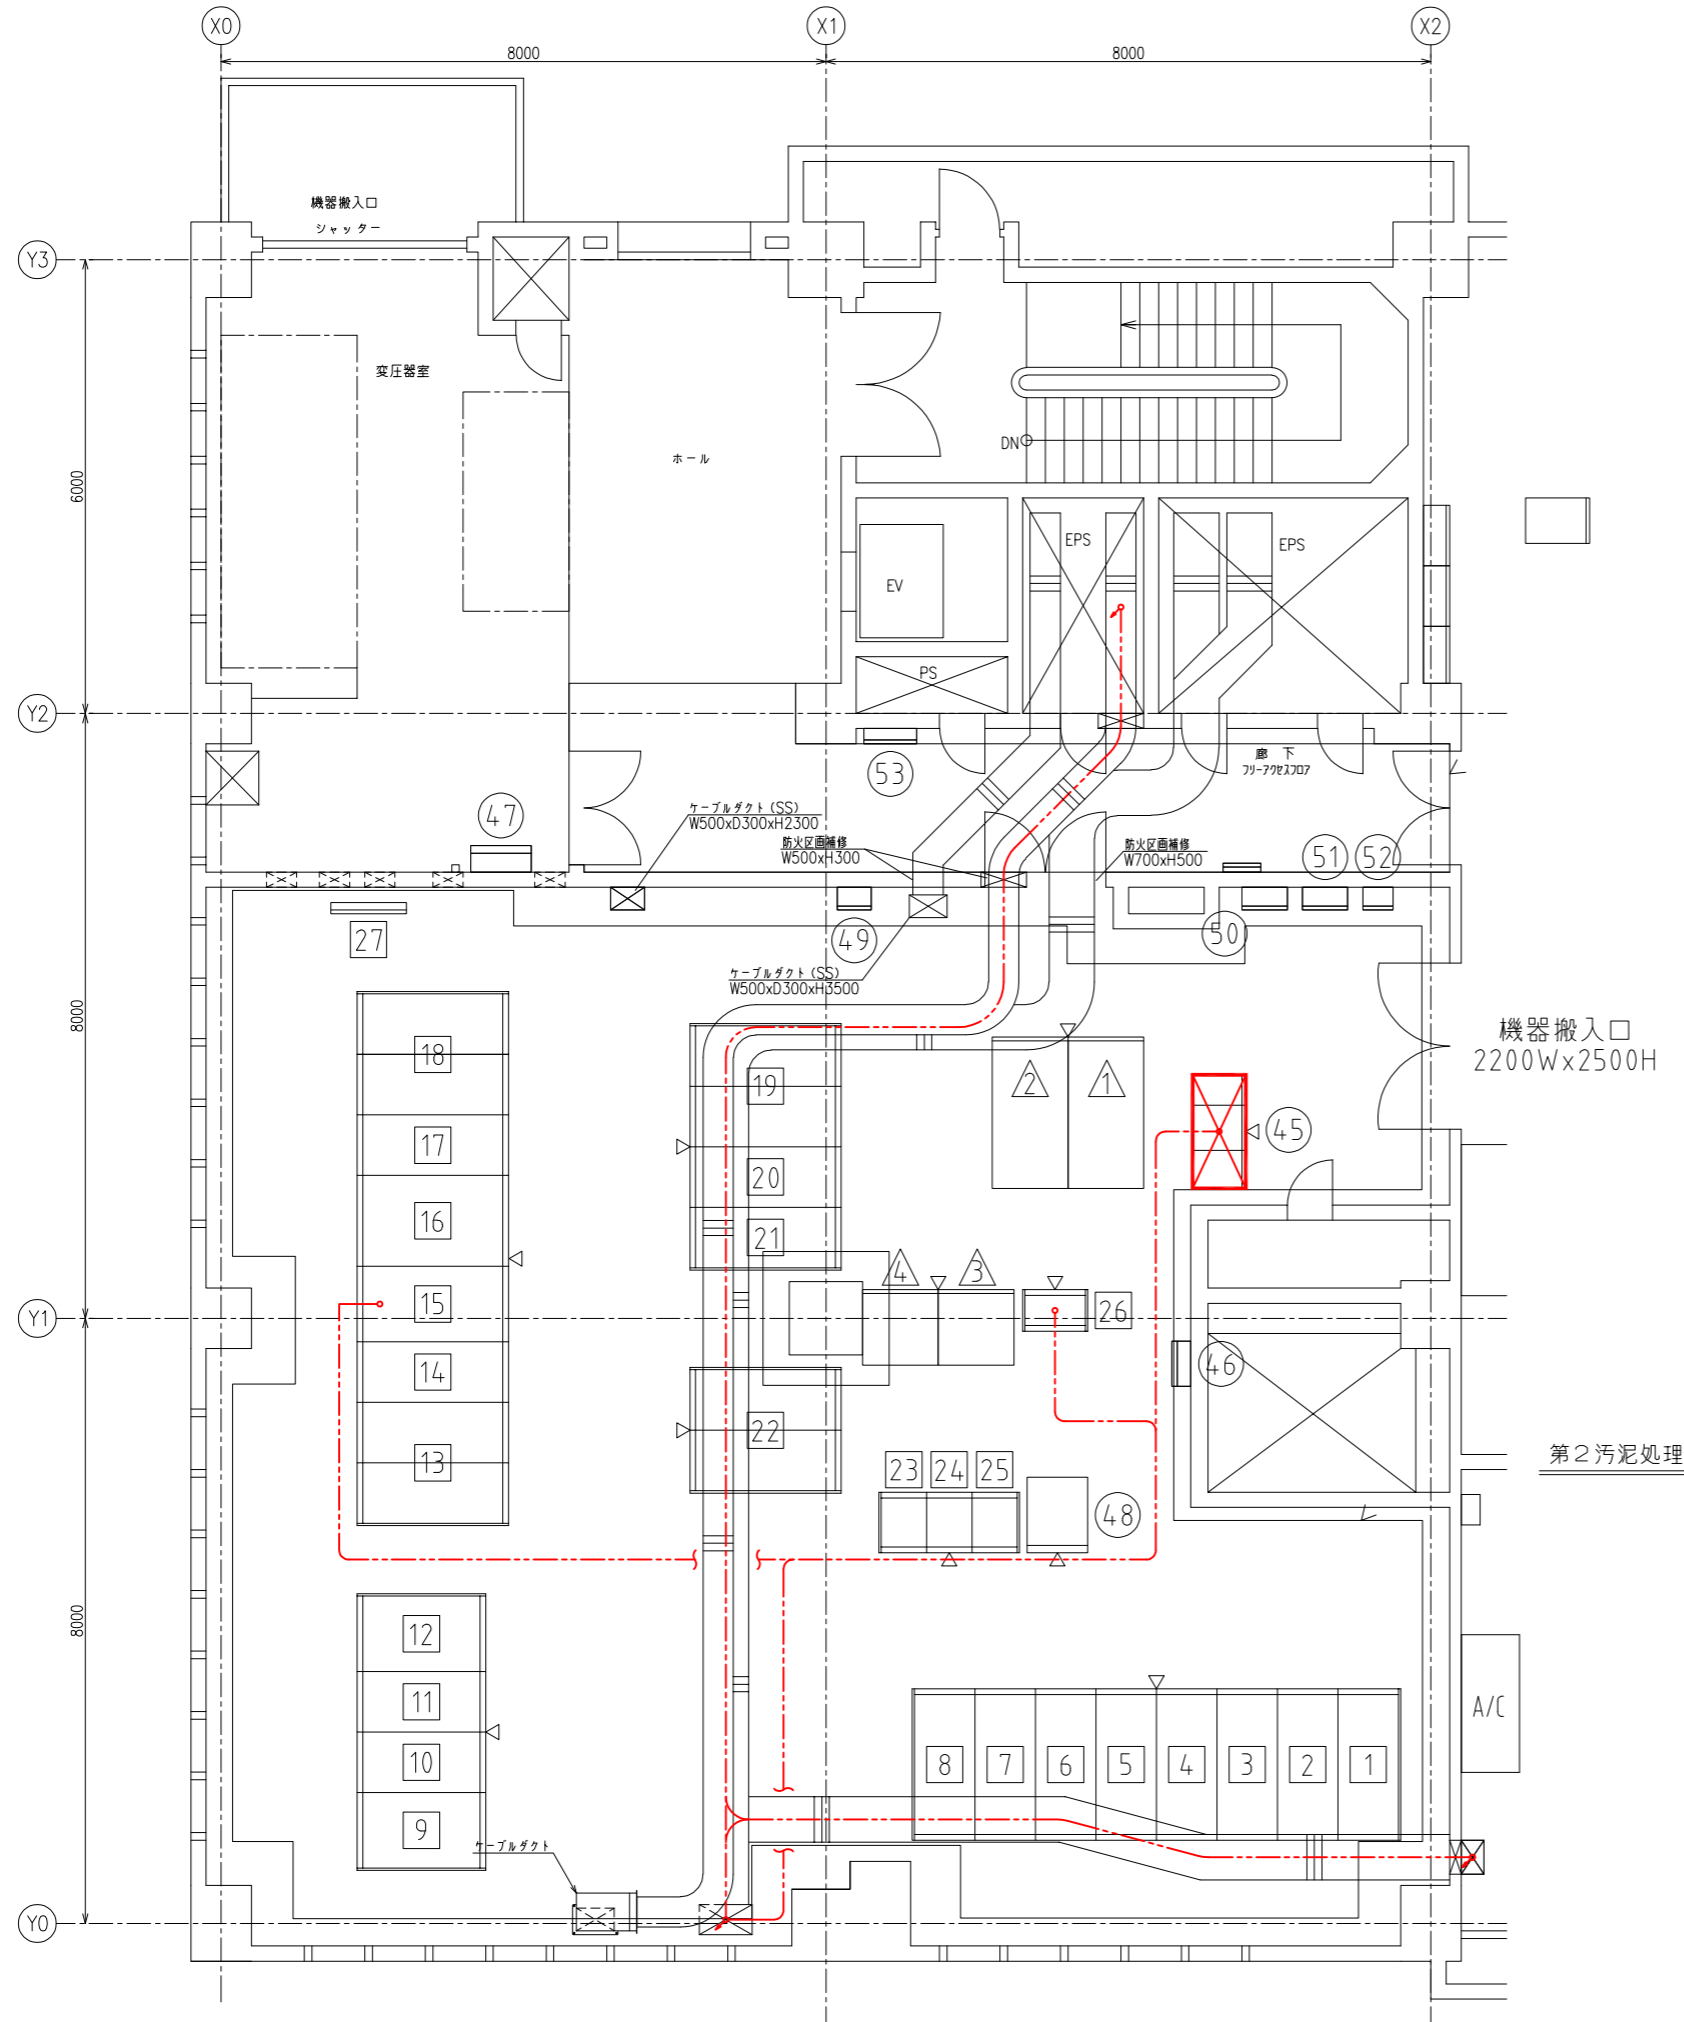 X0
X1
X2
8000
8000
機器搬入口
シャッター
Y3
変圧器室
ホール
DN
6000
EPS
EPS
EV
PS
Y2
廊 下
フリーアクセスフロア
53
47
ケーブルダクト(SS)
W500xD300xH2300
防火区画補修
W500xH300
防火区画補修
W700xH500
51
52
27
49
50
ケーブルダクト(SS)
W500xD300xH3500
8000
機器搬入口
2200Wx2500H
18
19
2
1
45
17
20
16
21
4
3
15
26
Y1
14
46
22
13
23
24
25
48
第2汚泥処理
8000
12
11
A/C
10
8
7
6
5
4
3
2
1
9
ケーブルダクト
Y0